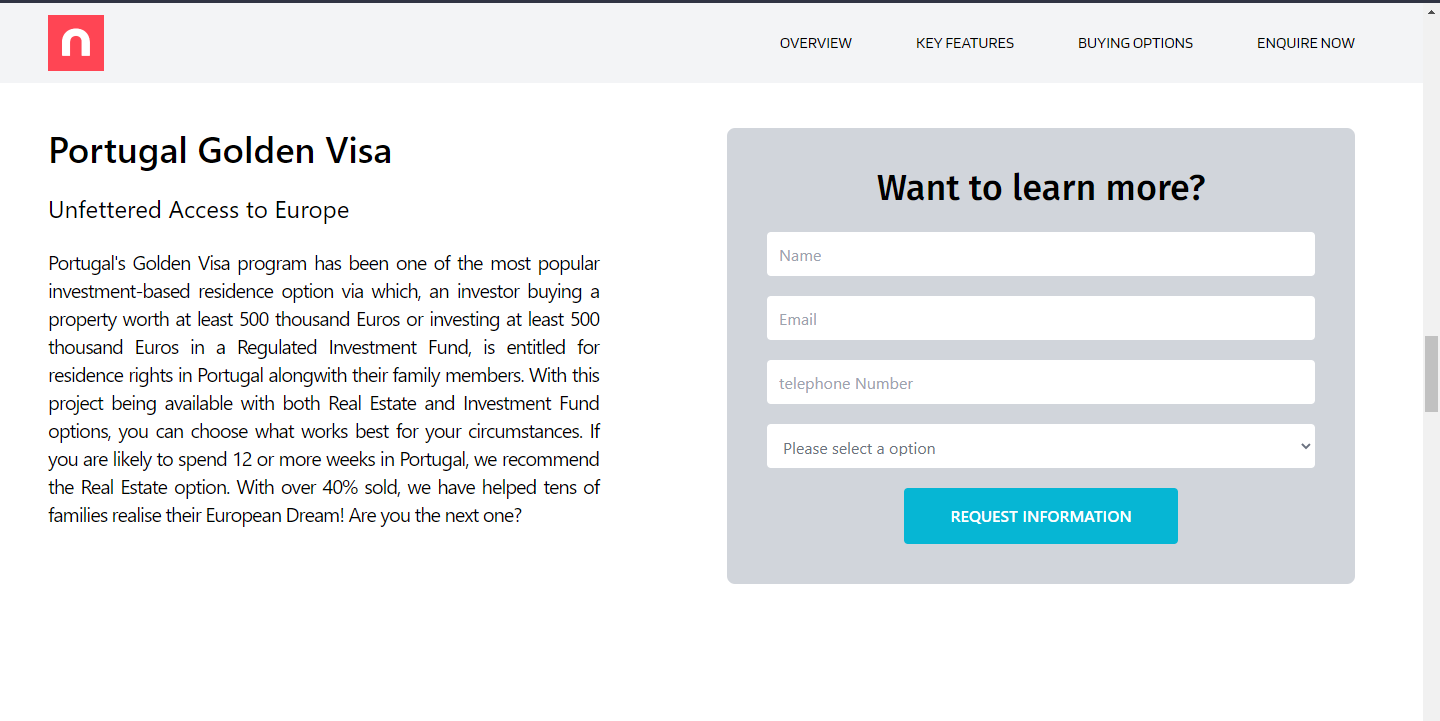 n
OVERVIEW
KEY FEATURES
BUYING OPTIONS
ENQUIRE NOW
Portugal Golden Visa
Unfettered Access to Europe
Portugal's Golden Visa program has been one of the most popular
investment-based residence option via which, an investor buying a
property worth at least 500 thousand Euros or investing at least 500
thousand Euros in a Regulated Investment Fund, is entitled for
residence rights in Portugal alongwith their family members. With this
project being available with both Real Estate and Investment Fund
options, you can choose what works best for your circumstances. If
you are likely to spend 12 or more weeks in Portugal, we recommend
the Real Estate option. With over 40% sold, we have helped tens of
families realise their European Dream! Are you the next one?
Want to learn more?
Name
Email
telephone Number
Please select a option
REQUEST INFORMATION